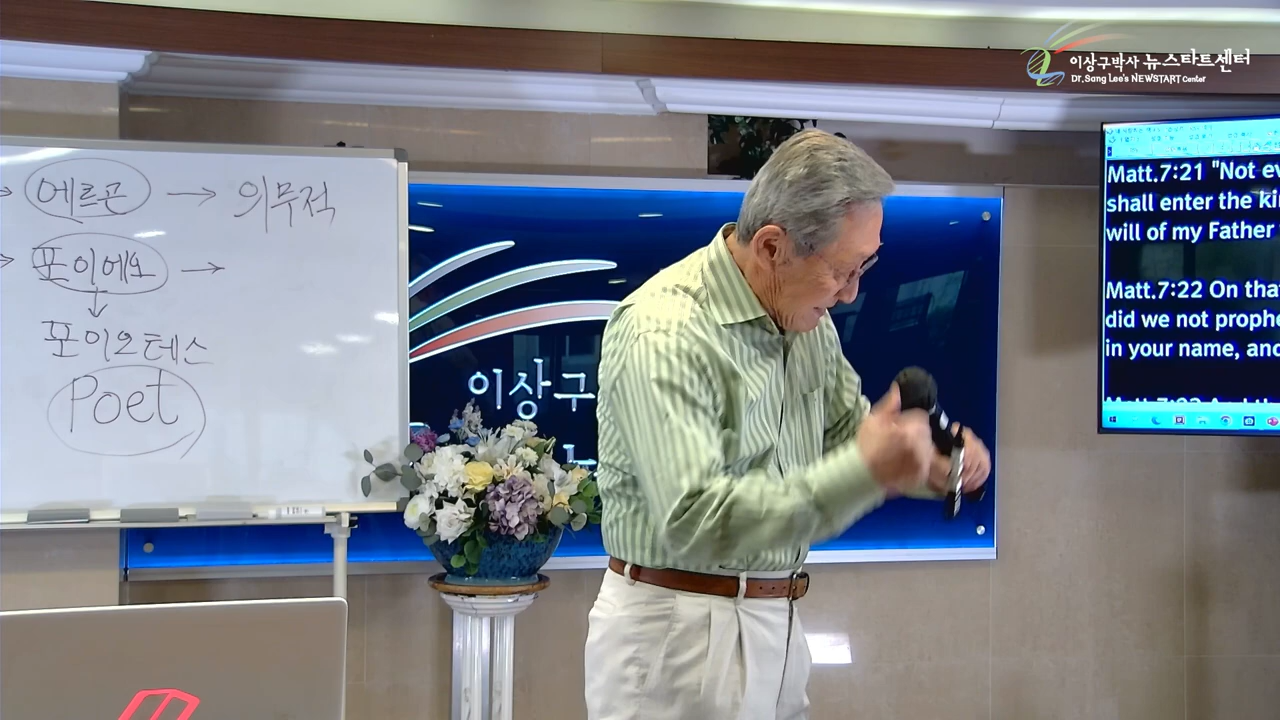 이상구박사 뉴스타트센터
Dr. Sang Lee's NEWSTART Center
에르곤 → 의무적
포이에오 →
포이오테스
Poet
이상구
뉴
Matt.7:21 "Not ev
shall enter the ki
will of my Father
Matt.7:22 On tha
did we not prophe
in your name, and